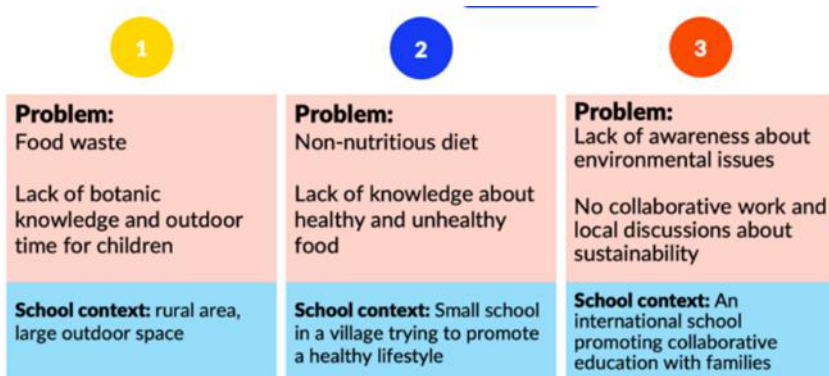 1
Problem:
Food waste
Lack of botanic
knowledge and outdoor
time for children
School context: rural area,
large outdoor space
2
Problem:
Non-nutritious diet
Lack of knowledge about
healthy and unhealthy
food
School context: Small school
in a village trying to promote
a healthy lifestyle
3
Problem:
Lack of awareness about
environmental issues
No collaborative work and
local discussions about
sustainability
School context: An
international school
promoting collaborative
education with families